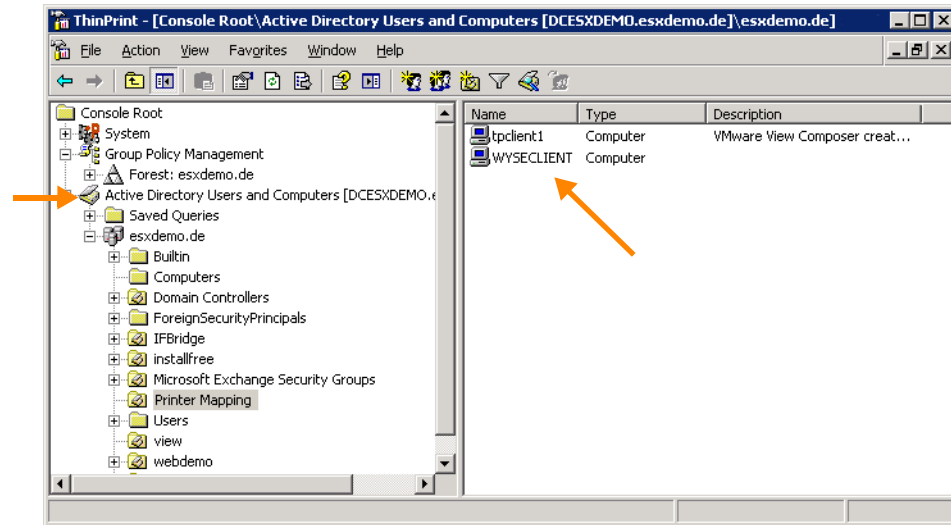 ThinPrint - [Console Root\Active Directory Users and Computers [DCESXDEMO.esxdemo.de]\esxdemo.de]
File Action View Favorites Window Help
Console Root
System
Group Policy Management
Forest: esxdemo.de
Active Directory Users and Computers [DCESXDEMO.e
Saved Queries
esxdemo.de
Builtin
Computers
Domain Controllers
ForeignSecurityPrincipals
IFBridge
installfree
Microsoft Exchange Security Groups
Printer Mapping
Users
view
webdemo
Name Type Description
tpclient1 Computer VMware View Composer creat...
WYSECLIENT Computer